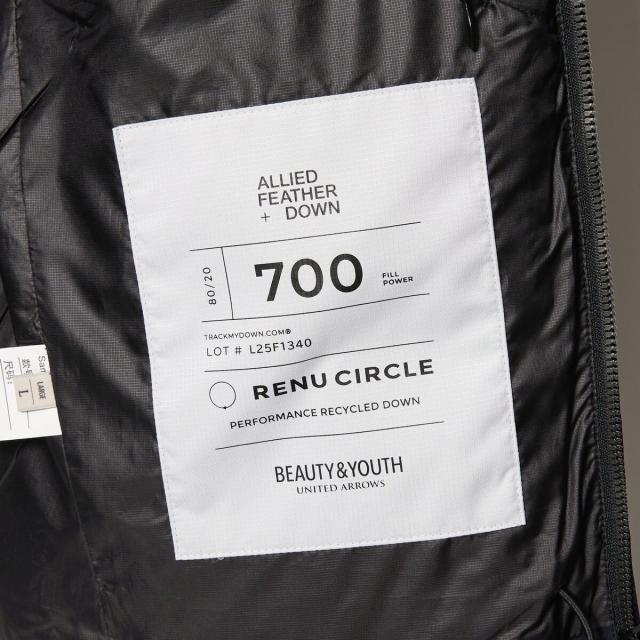 ALLIED
FEATHER
+ DOWN
80/20
700
FILL
POWER
TRACKMYDOWN.COM®
LOT # L25F1340
RENU CIRCLE
PERFORMANCE RECYCLED DOWN
BEAUTY&YOUTH
UNITED ARROWS
LARGE
L